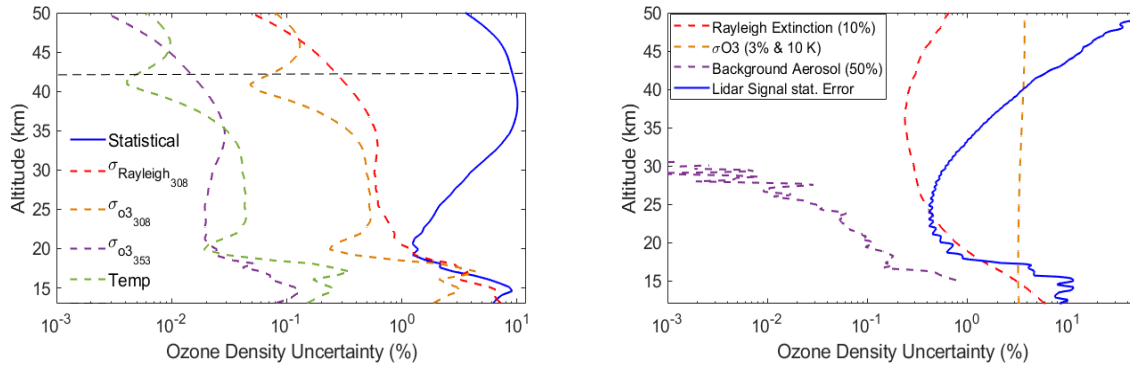 50
45
40
35
30
25
20
15
Altitude (km)
Statistical
σRayleigh308
σo3308
σo3353
Temp
10-3 10-2 10-1 100 101
Ozone Density Uncertainty (%)
50
45
40
35
30
25
20
15
Altitude (km)
Rayleigh Extinction (10%)
σO3 (3% & 10 K)
Background Aerosol (50%)
Lidar Signal stat. Error
10-3 10-2 10-1 100 101
Ozone Density Uncertainty (%)